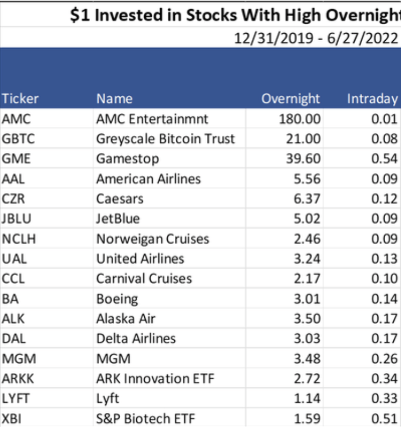 $1 Invested in Stocks With High Overnight
12/31/2019 - 6/27/2022
Ticker Name Overnight Intraday
AMC AMC Entertainmnt 180.00 0.01
GBTC Greyscale Bitcoin Trust 21.00 0.08
GME Gamestop 39.60 0.54
AAL American Airlines 5.56 0.09
CZR Caesars 6.37 0.12
JBLU JetBlue 5.02 0.09
NCLH Norweigan Cruises 2.46 0.09
UAL United Airlines 3.24 0.13
CCL Carnival Cruises 2.17 0.10
BA Boeing 3.01 0.14
ALK Alaska Air 3.50 0.17
DAL Delta Airlines 3.03 0.17
MGM MGM 3.48 0.26
ARKK ARK Innovation ETF 2.72 0.34
LYFT Lyft 1.14 0.33
XBI S&P Biotech ETF 1.59 0.51